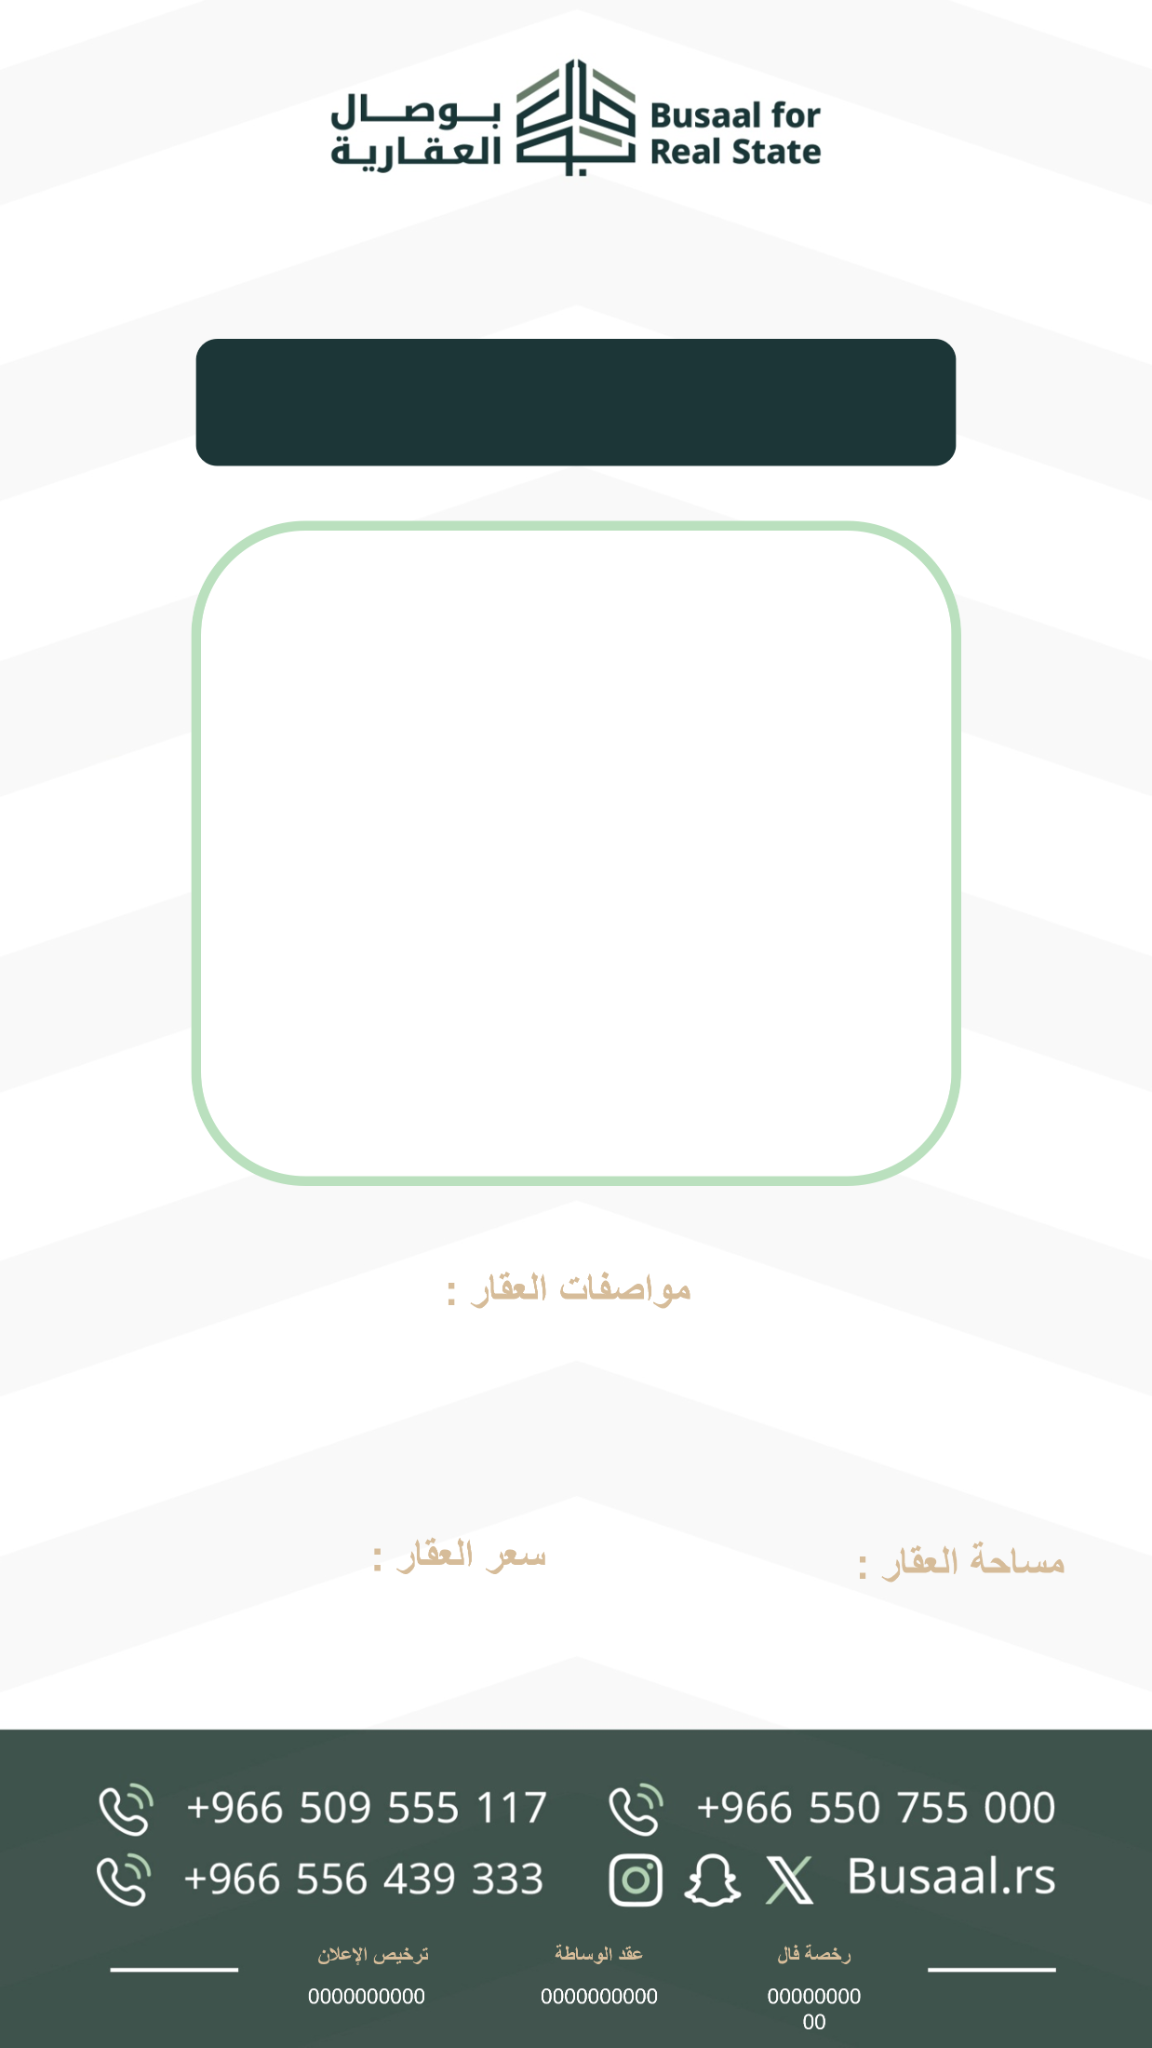 بوصال
العقارية
Busaal for
Real State
مواصفات العقار :
مساحة العقار :
سعر العقار :
+966 550 755 000
+966 509 555 117
Busaal.rs
+966 556 439 333
رخصة فال
000000000
00
عقد الوساطة
0000000000
ترخيص الإعلان
0000000000